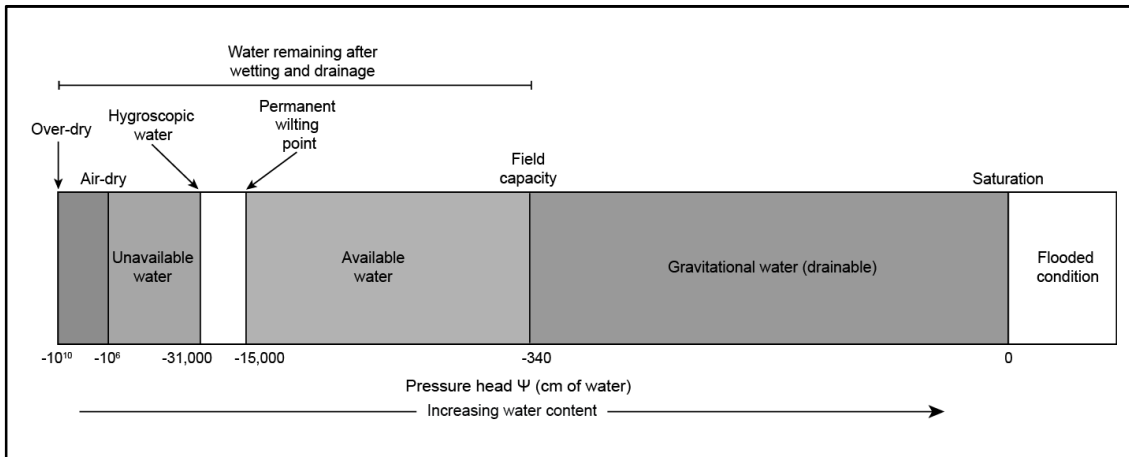 Water remaining after
wetting and drainage
Over-dry
Hygroscopic
water
Permanent
wilting
point
Air-dry
Field
capacity
Saturation
Unavailable
water
Available
water
Gravitational water (drainable)
Flooded
condition
-10¹⁰
-10⁶
-31,000
-15,000
-340
0
Pressure head Ψ (cm of water)
Increasing water content